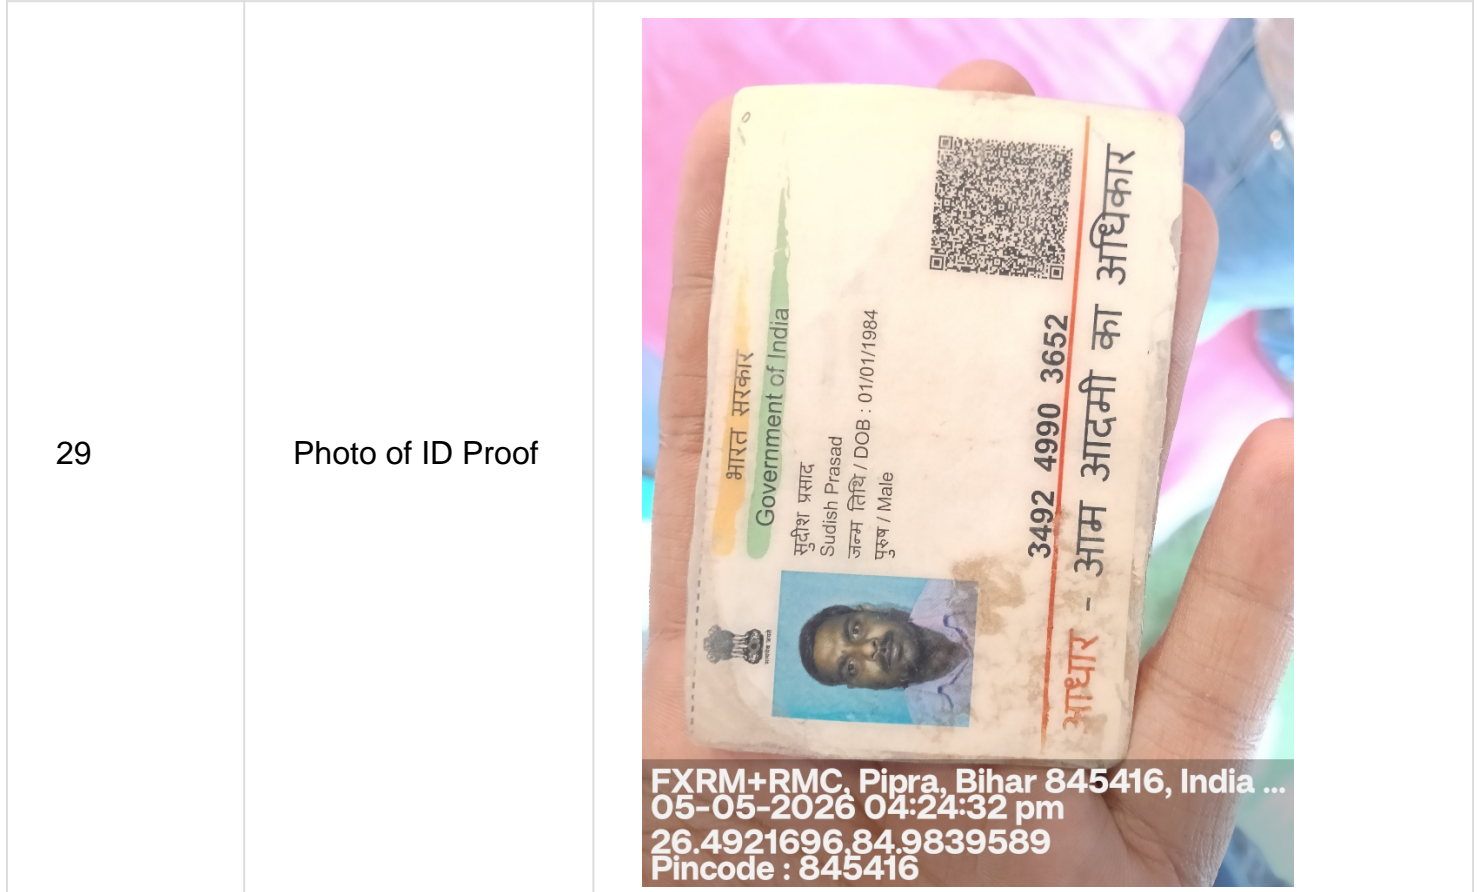 29
Photo of ID Proof
भारत सरकार
Government of India
सुदीश प्रसाद
Sudish Prasad
जन्म तिथि / DOB : 01/01/1984
पुरुष / Male
3492 4990 3652
आधार - आम आदमी का अधिकार
FXRM+RMC, Pipra, Bihar 845416, India ...
05-05-2026 04:24:32 pm
26.4921696,84.9839589
Pincode : 845416